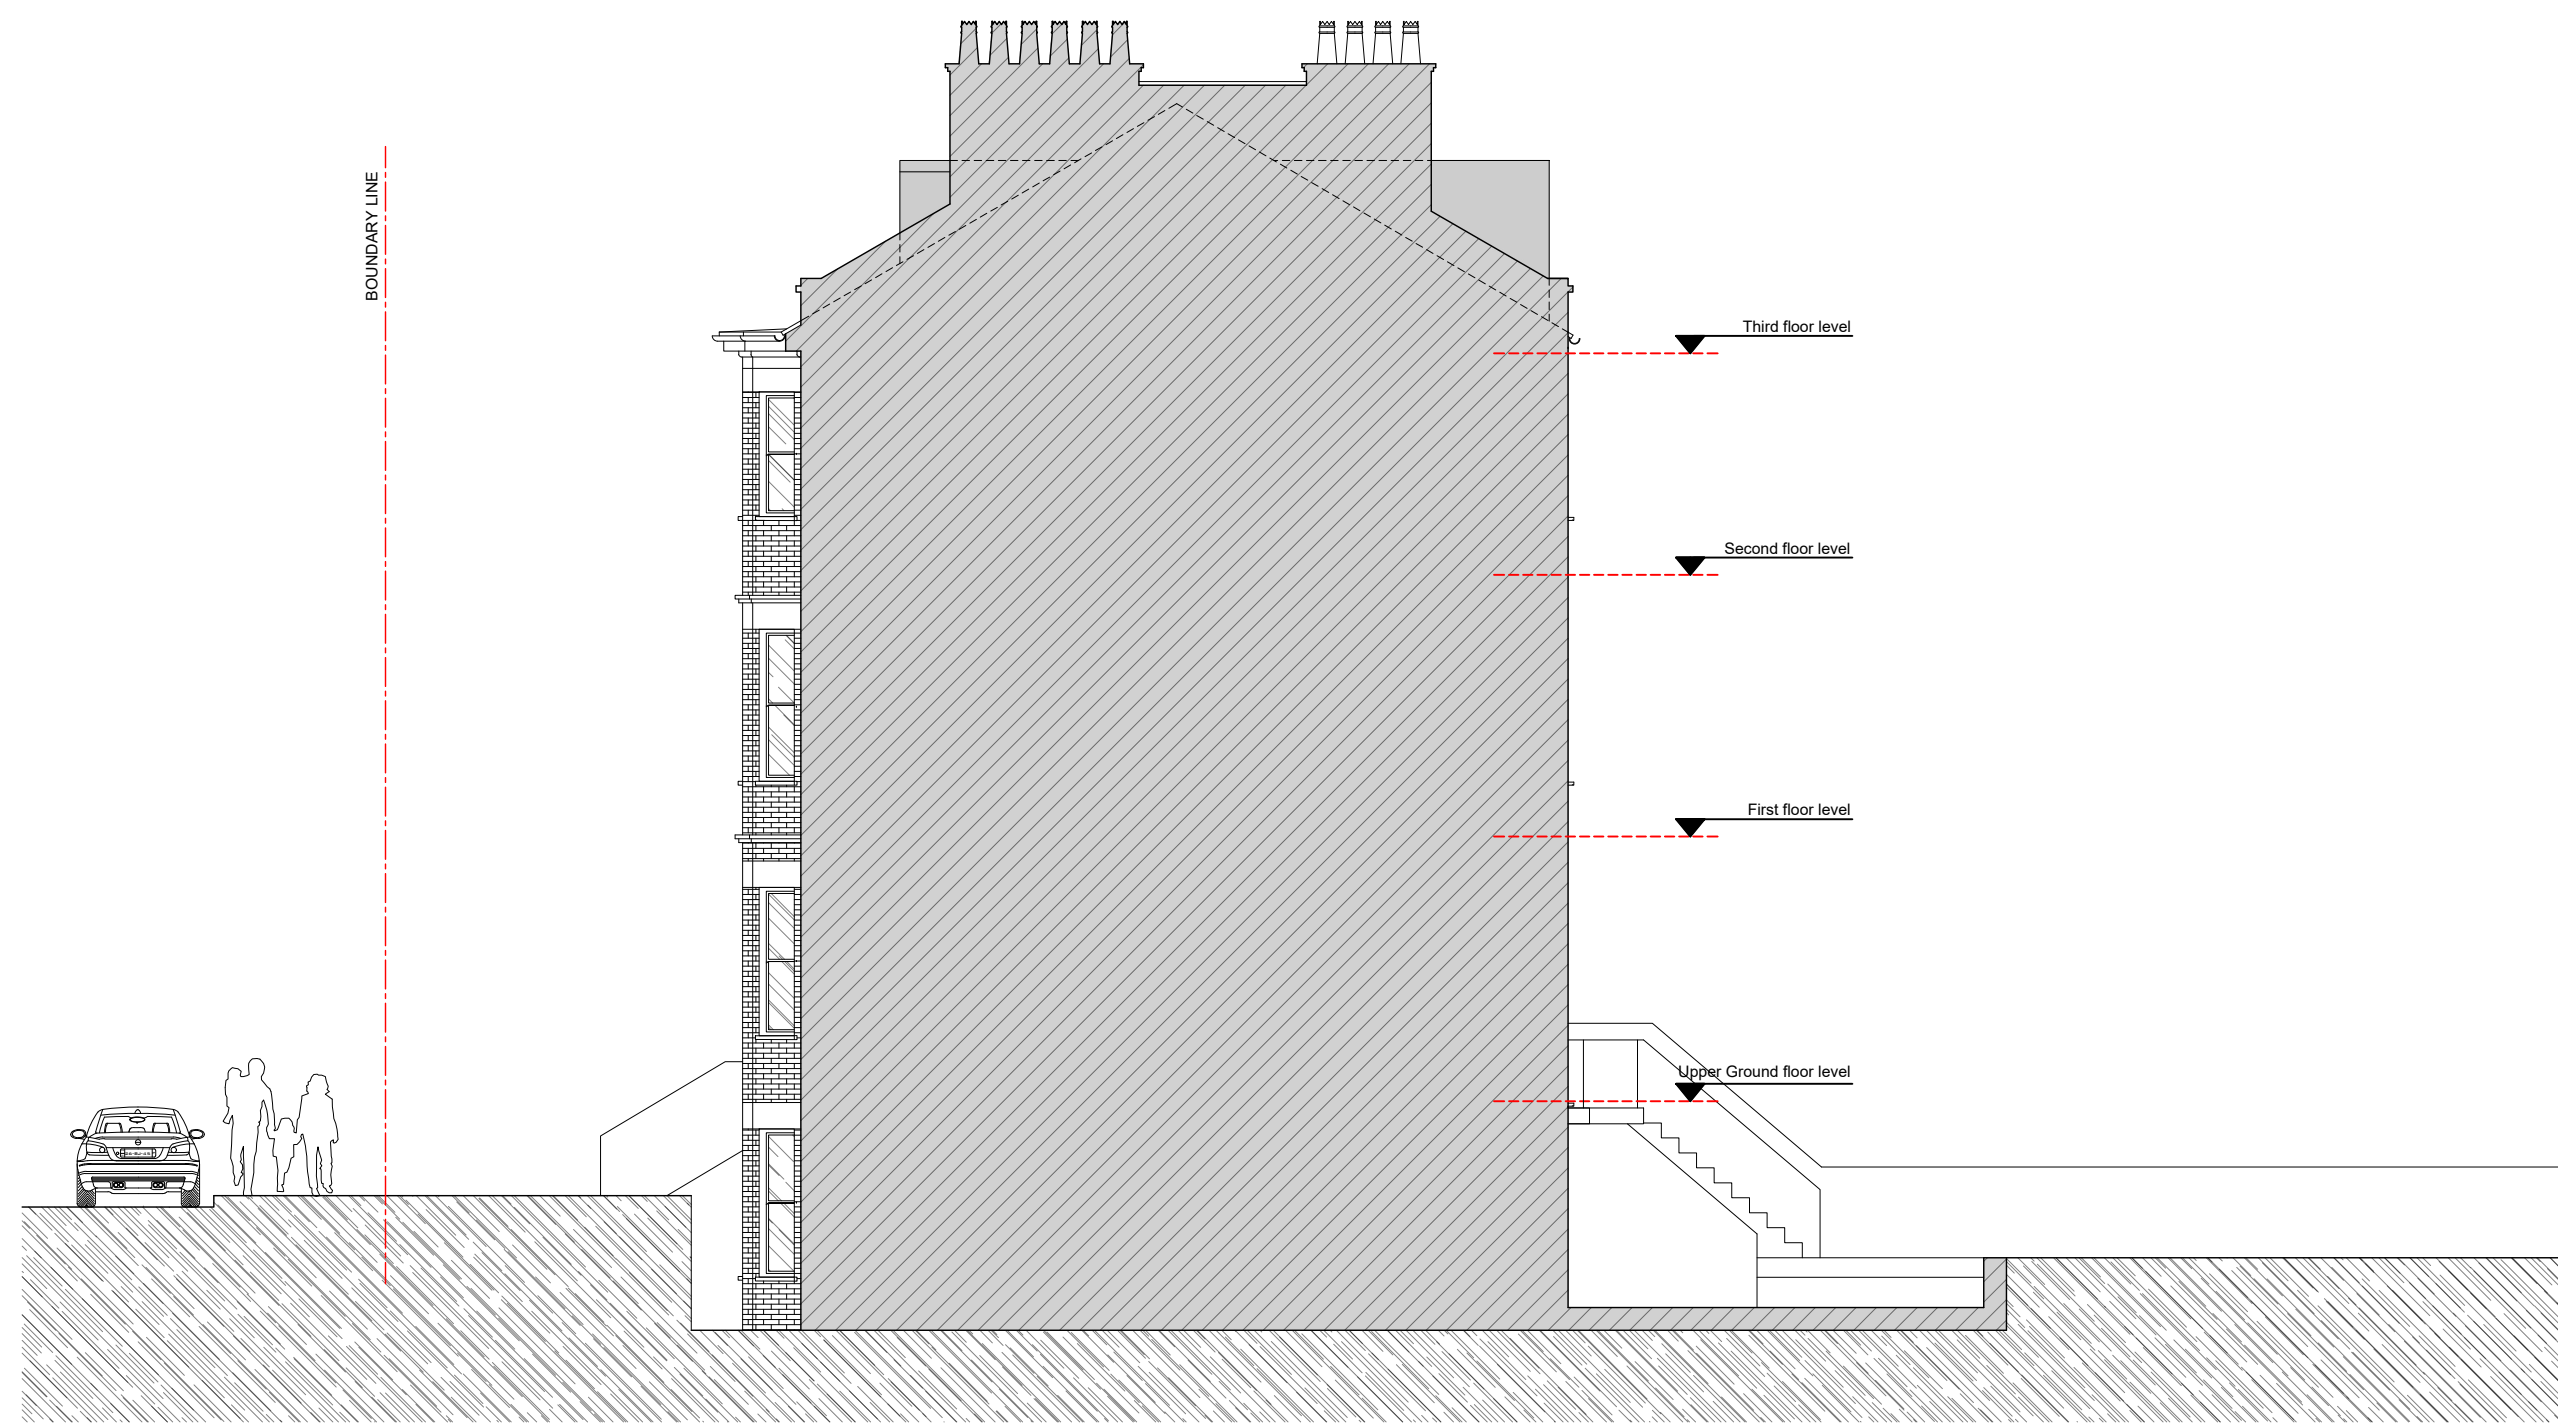 BOUNDARY LINE
Third floor level
Second floor level
First floor level
Upper Ground floor level